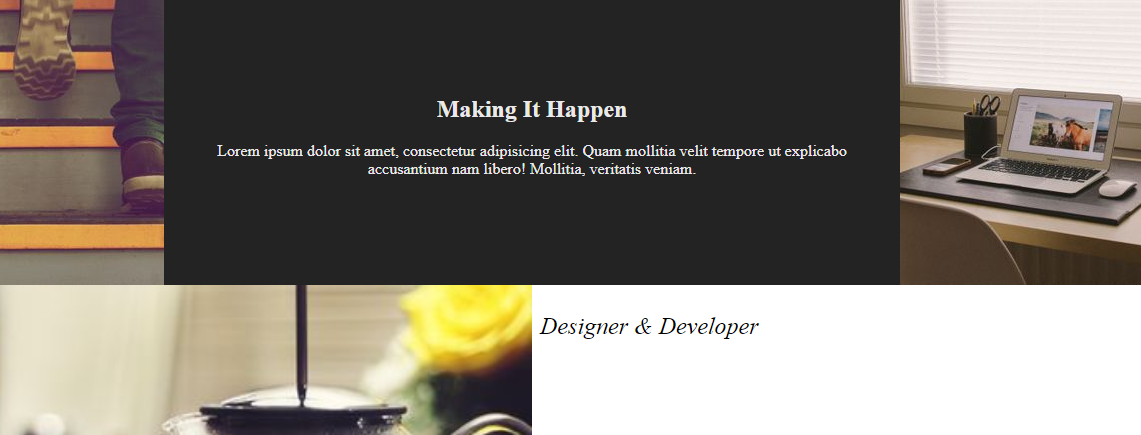 Making It Happen
Lorem ipsum dolor sit amet, consectetur adipisicing elit. Quam mollitia velit tempore ut explicabo
accusantium nam libero! Mollitia, veritatis veniam.
Designer & Developer